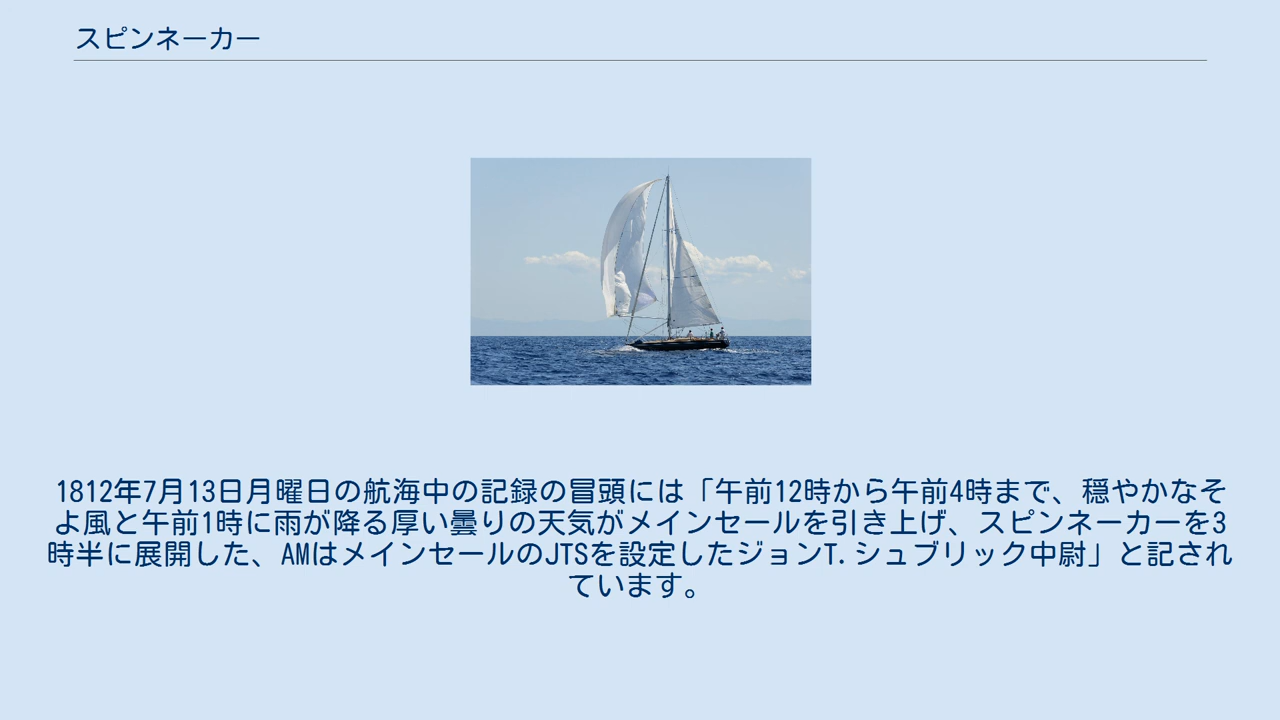 スピンネーカー
1812年7月13日月曜日の航海中の記録の冒頭には「午前12時から午前4時まで、穏やかなそ
よ風と午前1時に雨が降る厚い曇りの天気がメインセールを引き上げ、スピンネーカーを3
時半に展開した、AMはメインセールのJTSを設定したジョンT.シュブリック中尉」と記され
ています。